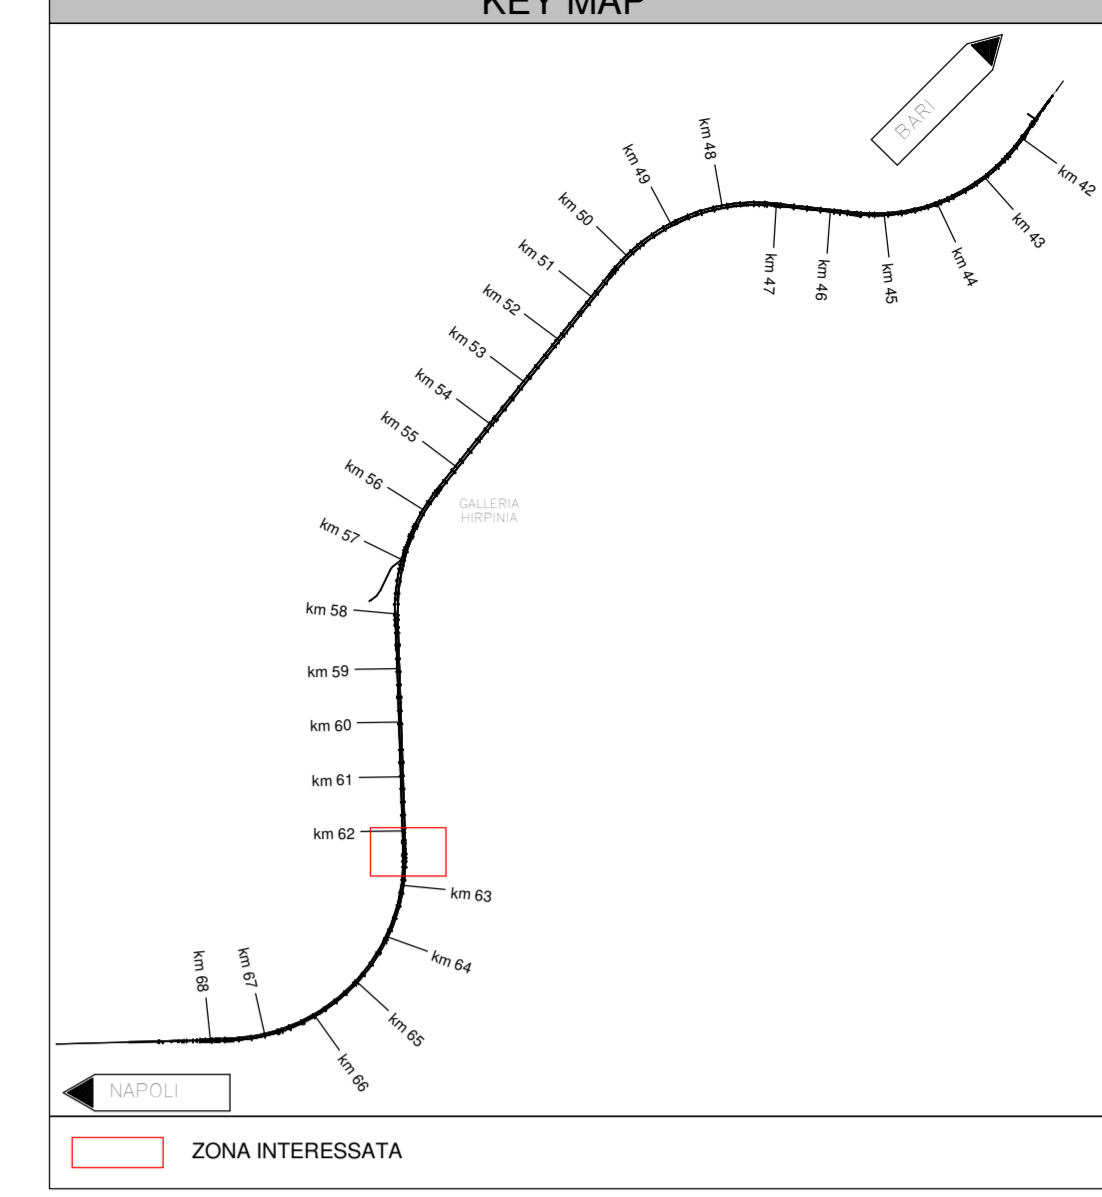 KEY MAP
BARI
km 42
km 43
km 44
km 45
km 46
km 47
km 48
km 49
km 50
km 51
km 52
km 53
km 54
km 55
km 56
GALLERIA
HIRPINIA
km 57
km 58
km 59
km 60
km 61
km 62
km 63
km 64
km 65
km 66
km 67
km 68
NAPOLI
ZONA INTERESSATA